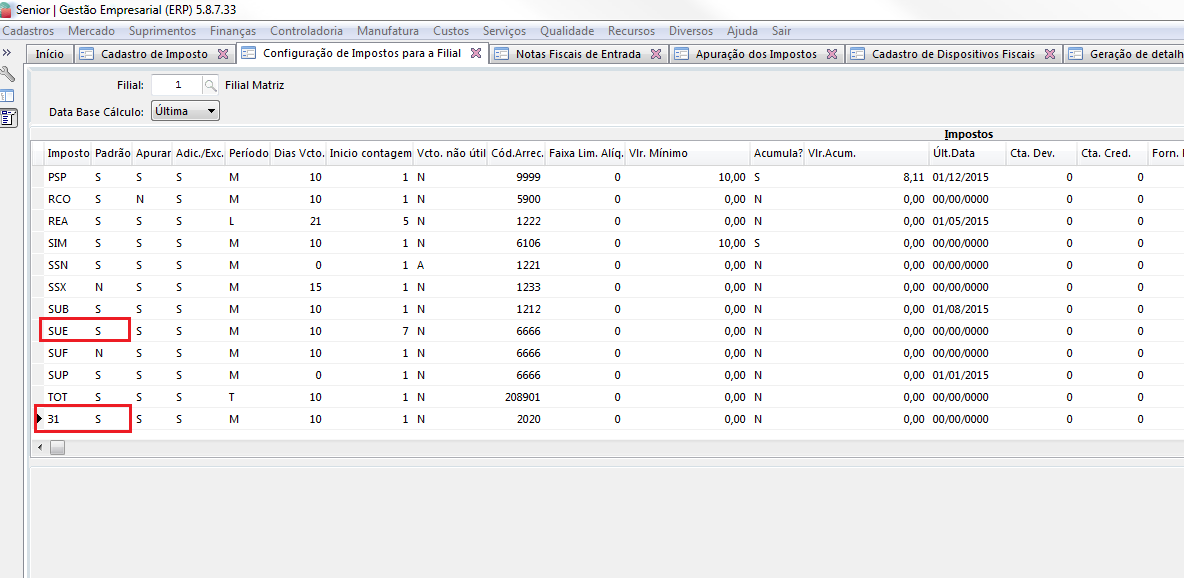 Senior | Gestão Empresarial (ERP) 5.8.7.33
Cadastros Mercado Suprimentos Finanças Controladoria Manufatura Custos Serviços Qualidade Recursos Diversos Ajuda Sair
Início Cadastro de Imposto Configuração de Impostos para a Filial Notas Fiscais de Entrada Apuração dos Impostos Cadastro de Dispositivos Fiscais Geração de detalh
Filial: 1 Filial Matriz
Data Base Cálculo: Última
Impostos
Imposto Padrão Apurar Adic./Exc. Período Dias Vcto. Inicio contagem Vcto. não útil Cód.Arrec. Faixa Lim. Alíq. Vlr. Mínimo Acumula? Vlr.Acum. Últ.Data Cta. Dev. Cta. Cred. Forn.
PSP S S S M 10 1 N 9999 0 10,00 S 8,11 01/12/2015 0 0
RCO S N S M 10 1 N 5900 0 0,00 N 0,00 00/00/0000 0 0
REA S S S L 21 5 N 1222 0 0,00 N 0,00 01/05/2015 0 0
SIM S S S M 10 1 N 6106 0 10,00 S 0,00 00/00/0000 0 0
SSN S S S M 0 1 A 1221 0 0,00 N 0,00 00/00/0000 0 0
SSX N S S M 15 1 N 1233 0 0,00 N 0,00 00/00/0000 0 0
SUB S S S M 10 1 N 1212 0 0,00 N 0,00 01/08/2015 0 0
SUE S S S M 10 7 N 6666 0 0,00 N 0,00 00/00/0000 0 0
SUF N S S M 10 1 N 6666 0 0,00 N 0,00 00/00/0000 0 0
SUP S S S M 0 1 N 6666 0 0,00 N 0,00 01/01/2015 0 0
TOT S S S T 10 1 N 208901 0 0,00 N 0,00 00/00/0000 0 0
31 S S S M 10 1 N 2020 0 0,00 N 0,00 00/00/0000 0 0